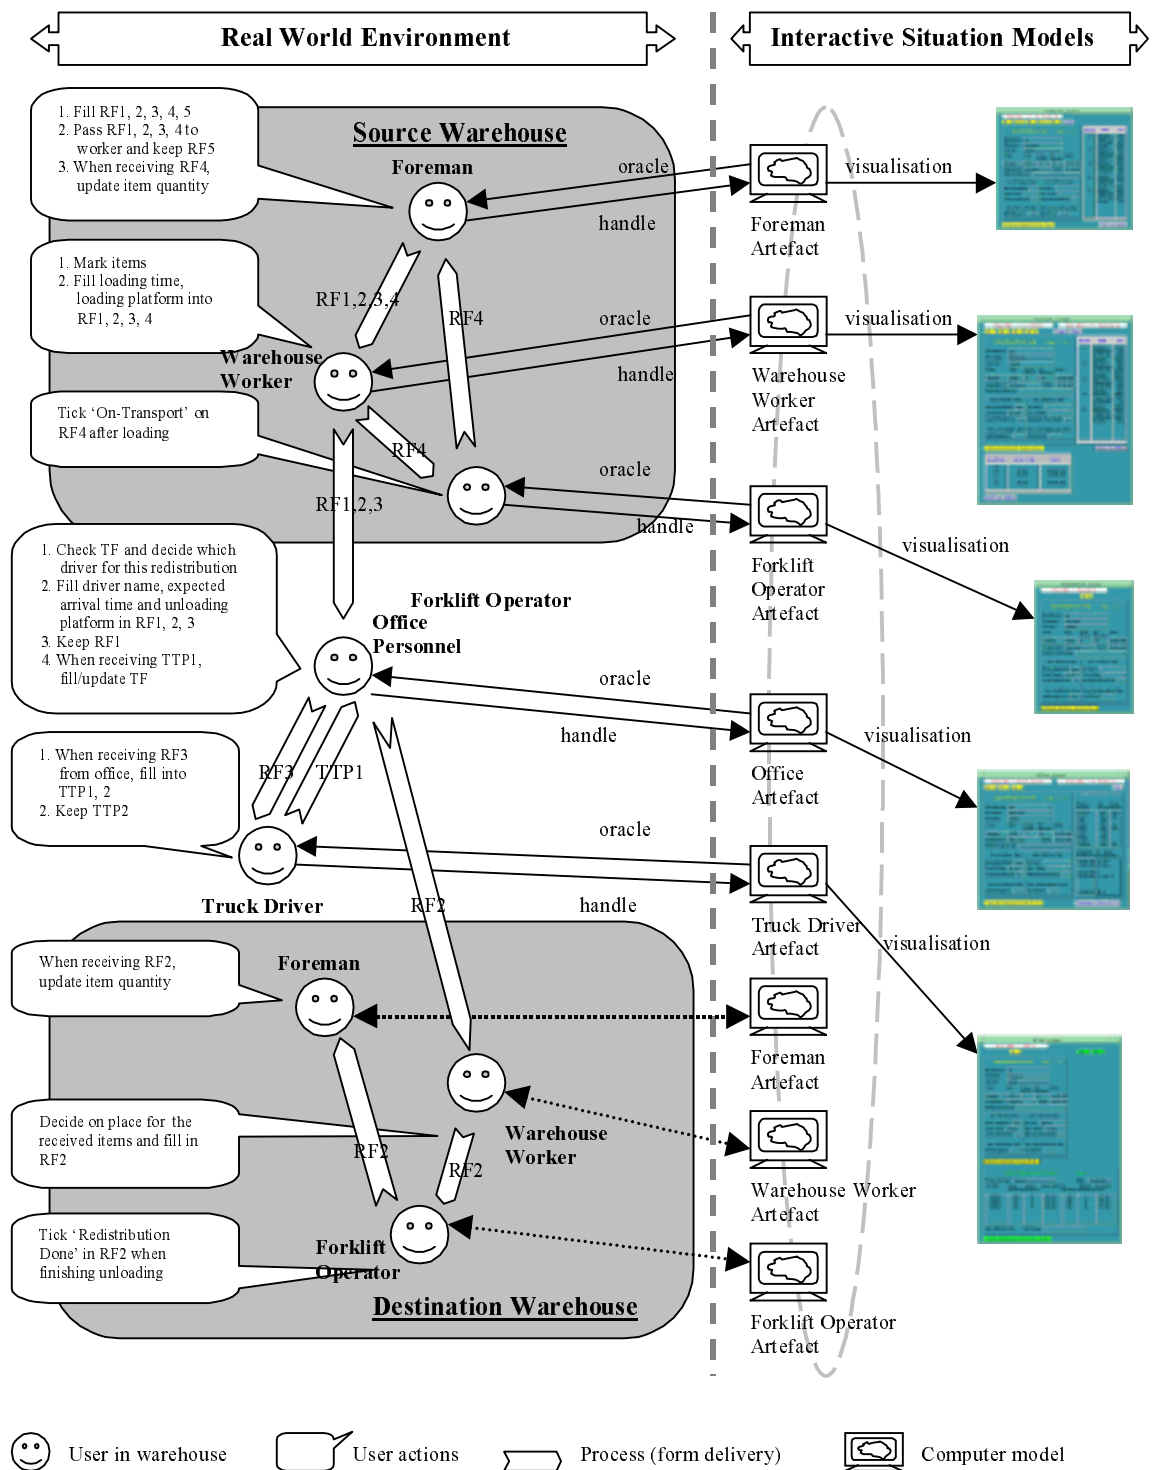 Real World Environment
Interactive Situation Models
1. Fill RF1, 2, 3, 4, 5
2. Pass RF1, 2, 3, 4 to
worker and keep RF5
3. When receiving RF4,
update item quantity
Source Warehouse
Foreman
oracle
handle
visualisation
Foreman
Artefact
1. Mark items
2. Fill loading time,
loading platform into
RF1, 2, 3, 4
RF1,2,3,4
RF4
oracle
handle
visualisation
Warehouse
Worker
Warehouse
Worker
Artefact
Tick ‘On-Transport’ on
RF4 after loading
RF4
RF1,2,3
oracle
handle
visualisation
Forklift
Operator
Artefact
1. Check TF and decide which
driver for this redistribution
2. Fill driver name, expected
arrival time and unloading
platform in RF1, 2, 3
3. Keep RF1
4. When receiving TTP1,
fill/update TF
Forklift Operator
Office
Personnel
oracle
handle
visualisation
Office
Artefact
1. When receiving RF3
from office, fill into
TTP1, 2
2. Keep TTP2
RF3
TTP1
oracle
handle
Truck Driver
RF2
visualisation
Truck Driver
Artefact
When receiving RF2,
update item quantity
Foreman
Foreman
Artefact
Decide on place for the
received items and fill in
RF2
RF2
RF2
Warehouse
Worker
Warehouse Worker
Artefact
Tick ‘Redistribution
Done’ in RF2 when
finishing unloading
Forklift
Operator
Destination Warehouse
Forklift Operator
Artefact
User in warehouse
User actions
Process (form delivery)
Computer model